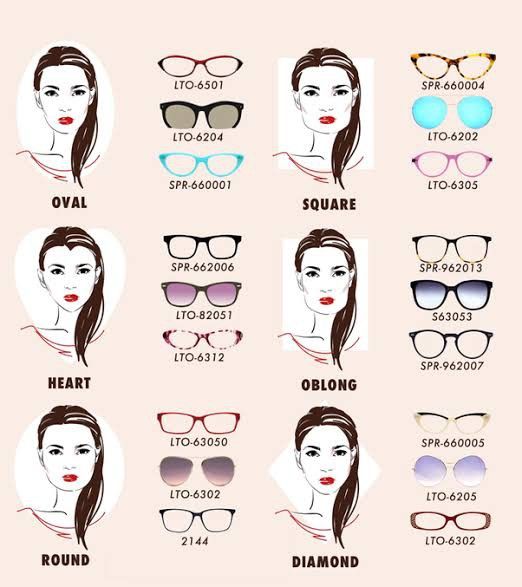 LTO-6501
LTO-6204
SPR-660001
OVAL
SPR-660004
LTO-6202
LTO-6305
SQUARE
SPR-662006
LTO-82051
LTO-6312
HEART
SPR-962013
S63053
SPR-962007
OBLONG
LTO-63050
LTO-6302
2144
ROUND
SPR-660005
LTO-6205
LTO-6302
DIAMOND